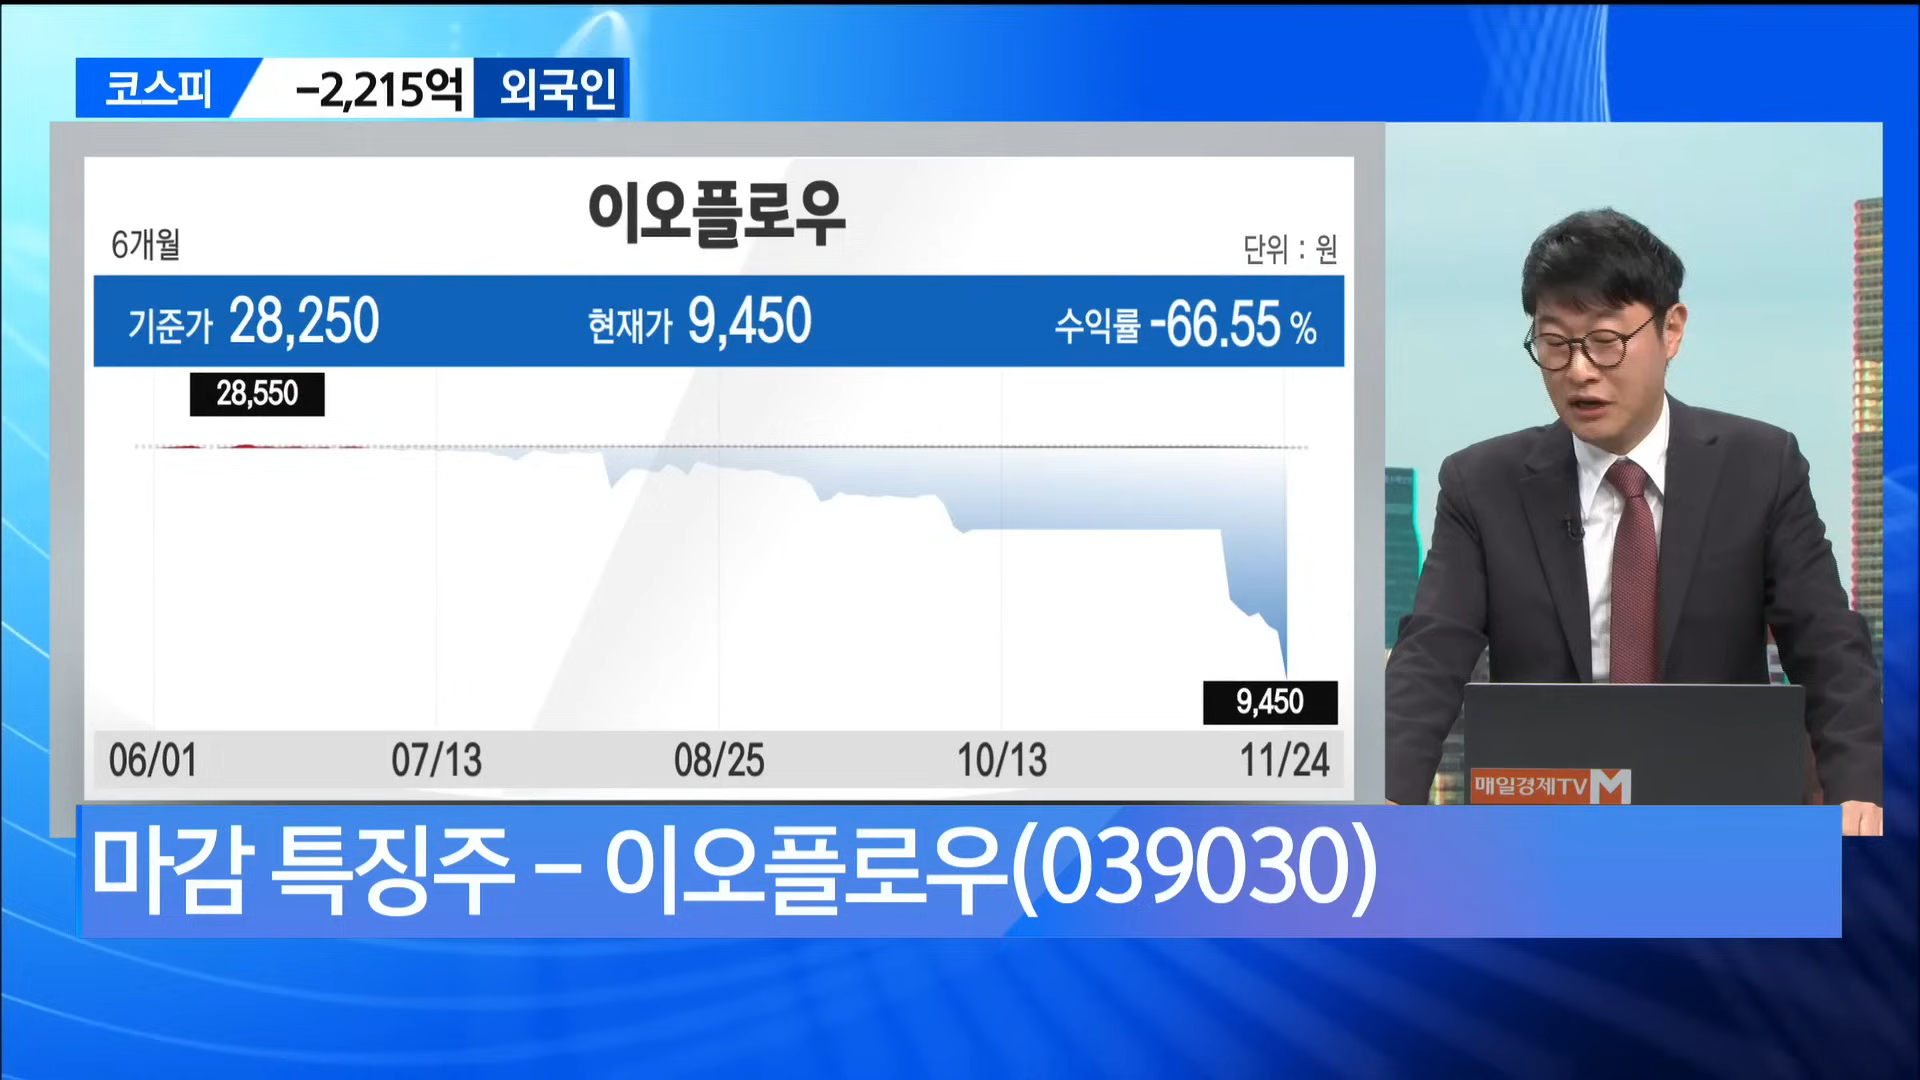 코스피 -2,215억 외국인
이오플로우
6개월
단위 : 원
기준가 28,250 현재가 9,450 수익률 -66.55 %
28,550
9,450
06/01 07/13 08/25 10/13 11/24
매일경제TV M
마감 특징주 - 이오플로우(039030)